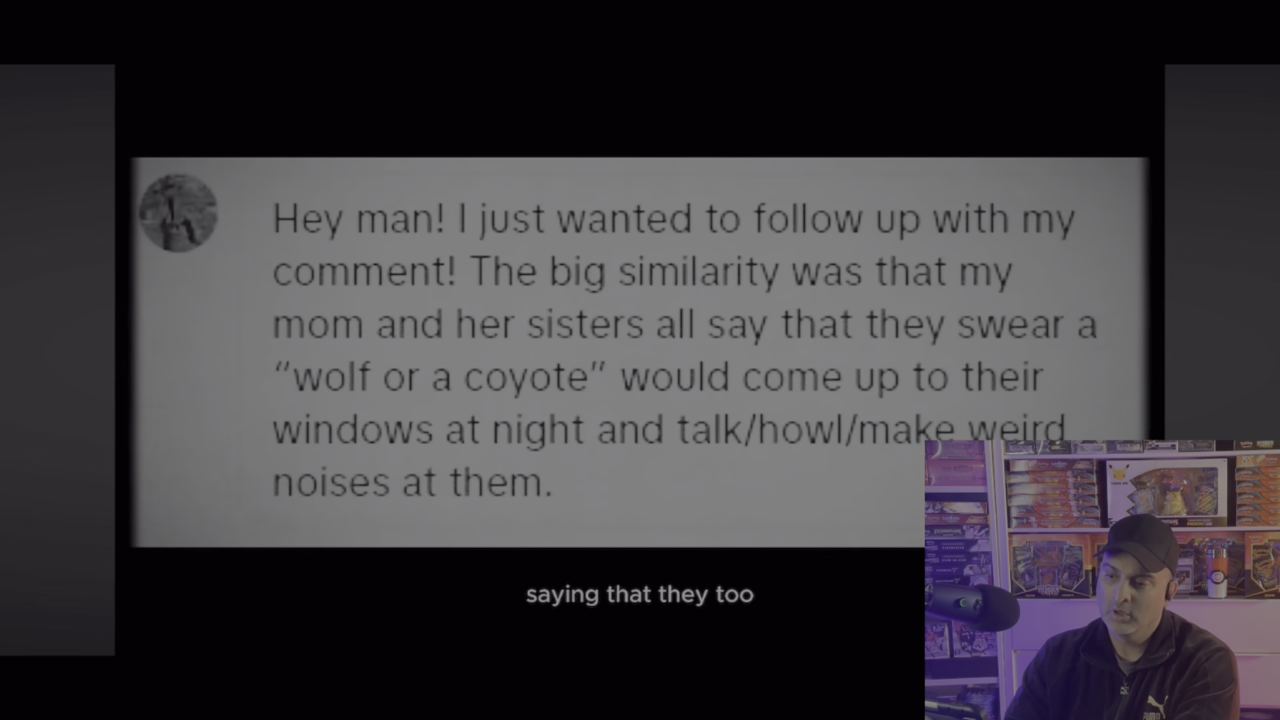 Hey man! I just wanted to follow up with my
comment! The big similarity was that my
mom and her sisters all say that they swear a
“wolf or a coyote” would come up to their
windows at night and talk/howl/make weird
noises at them.
saying that they too